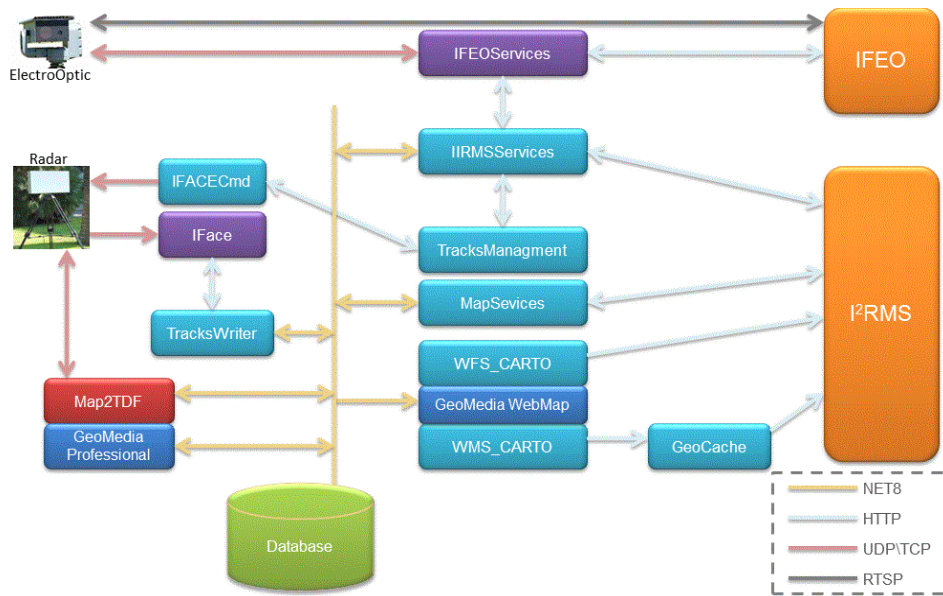 ElectroOptic
IFEOServices
IFEO
Radar
IFACECmd
IIRMSServices
IFace
TracksManagment
TracksWriter
MapSevices
I²RMS
WFS_CARTO
Map2TDF
GeoMedia WebMap
GeoMedia
Professional
WMS_CARTO
GeoCache
Database
NET8
HTTP
UDP\TCP
RTSP